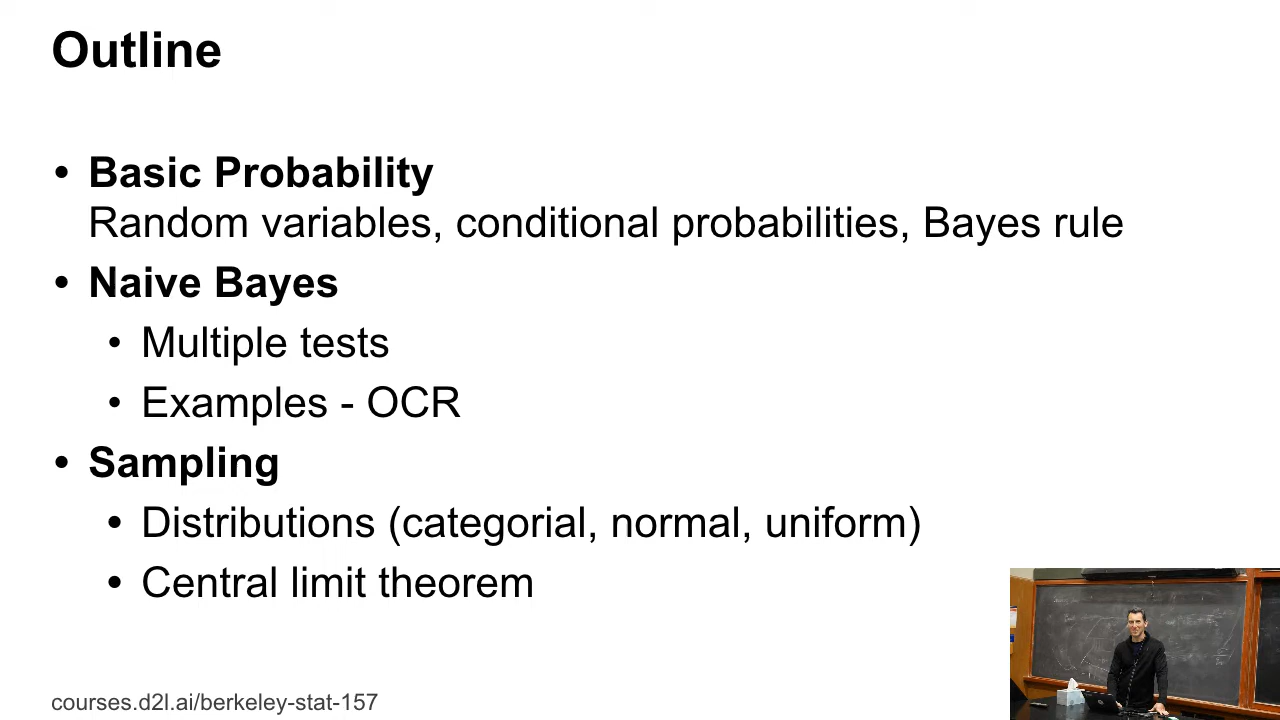 Outline
• Basic Probability
Random variables, conditional probabilities, Bayes rule
• Naive Bayes
• Multiple tests
• Examples - OCR
• Sampling
• Distributions (categorial, normal, uniform)
• Central limit theorem
courses.d2l.ai/berkeley-stat-157